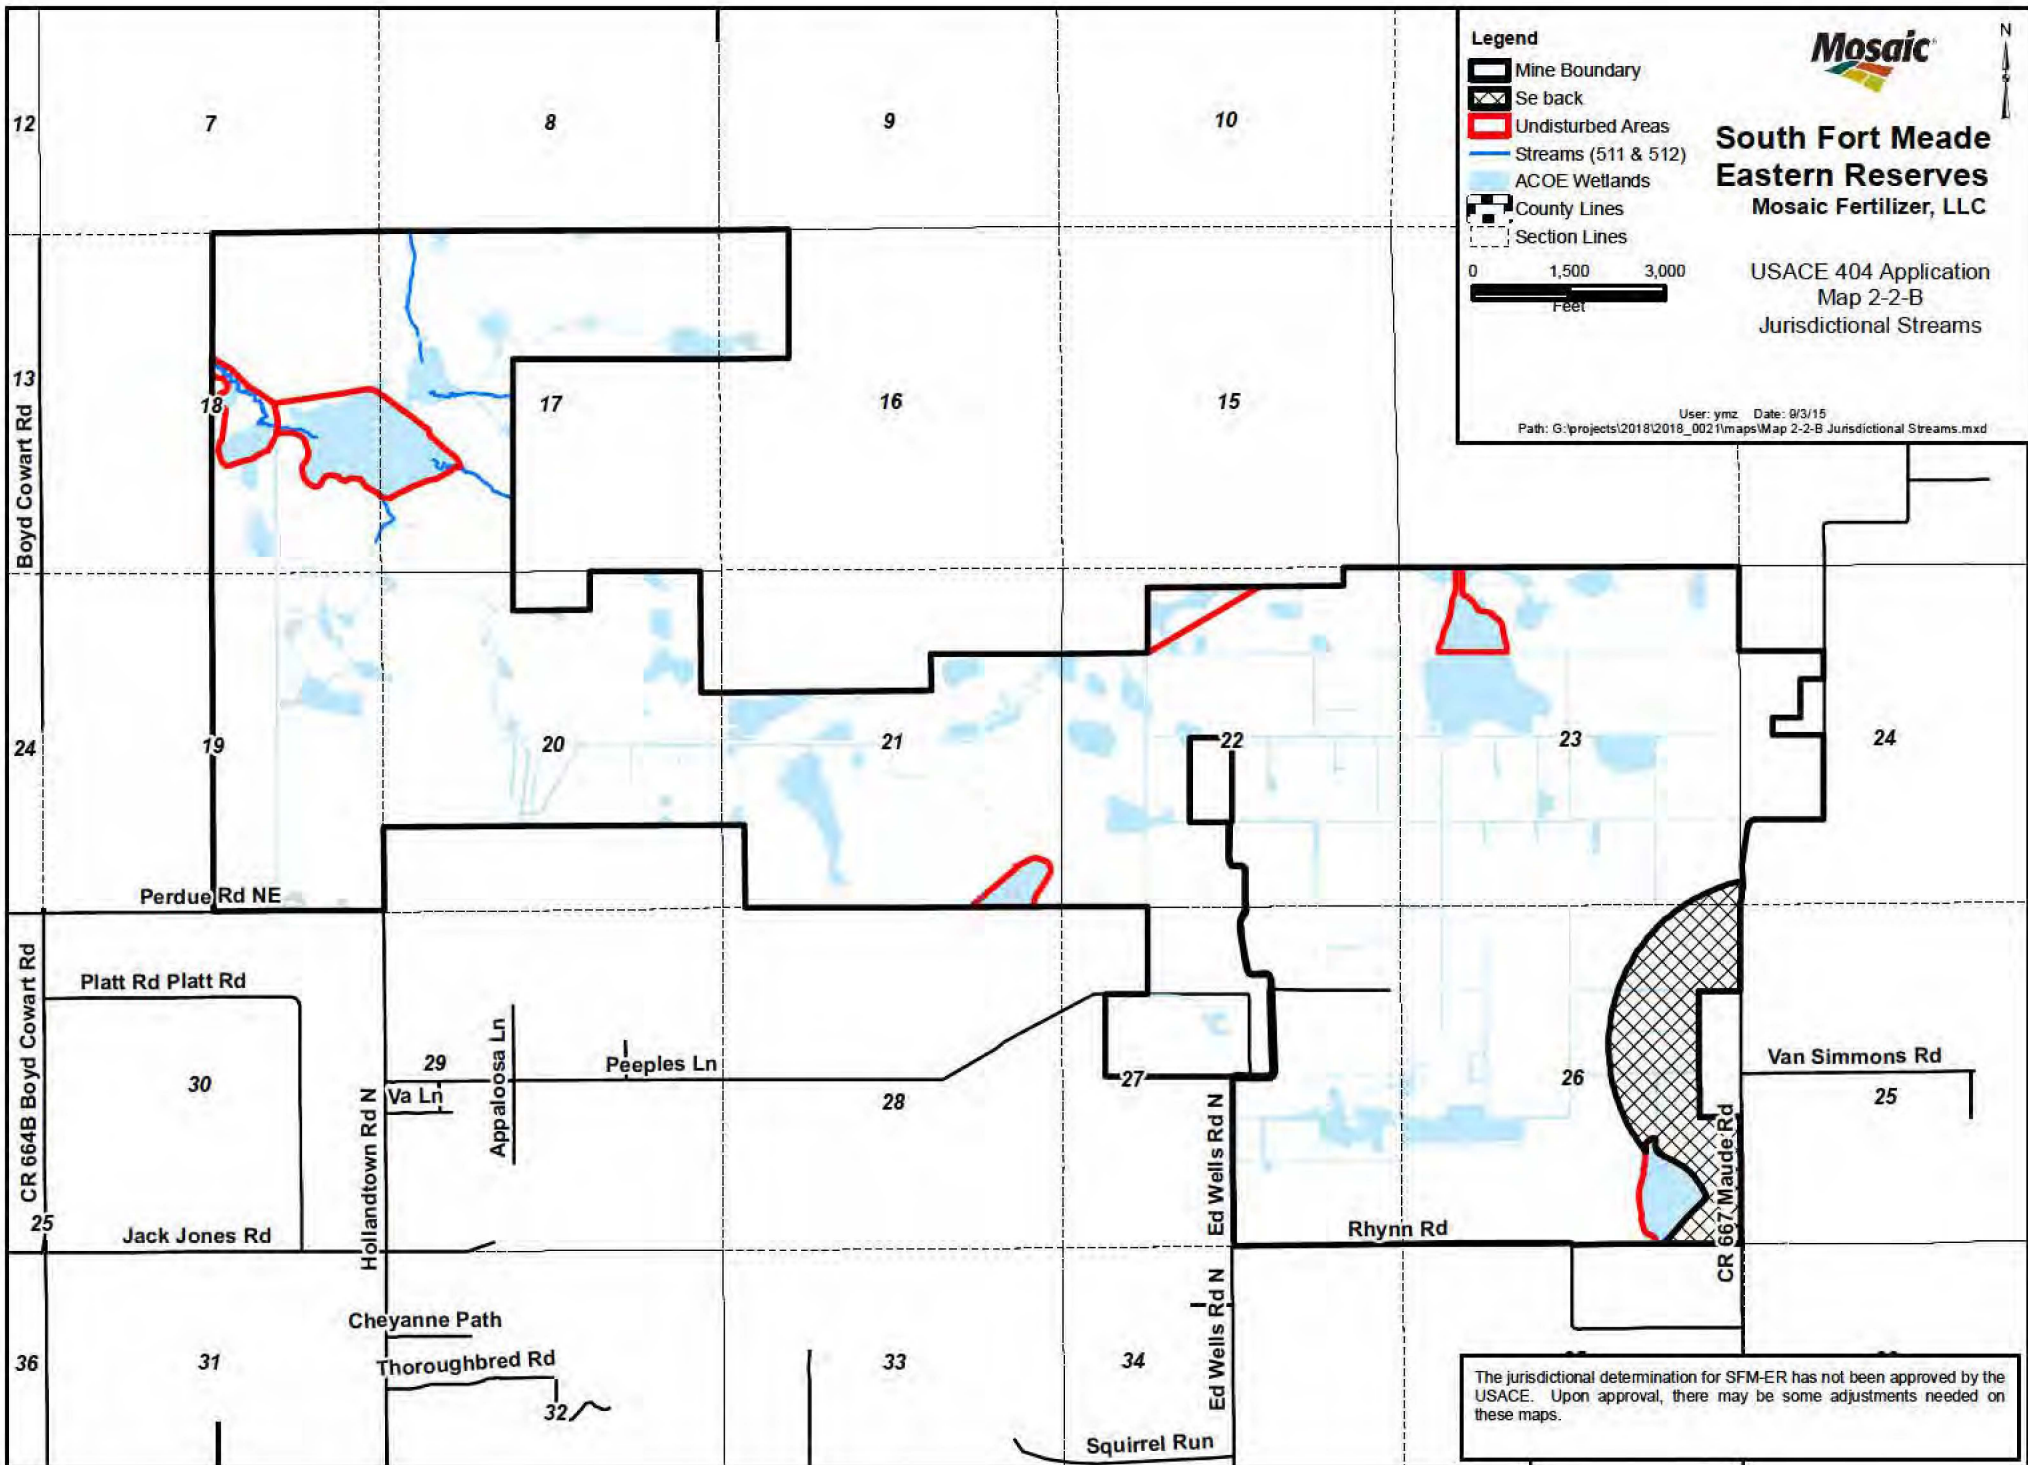 Legend
Mine Boundary
Se back
Undisturbed Areas
Streams (511 & 512)
ACOE Wetlands
County Lines
Section Lines
0 1,500 3,000
Feet
Mosaic
N
S
South Fort Meade
Eastern Reserves
Mosaic Fertilizer, LLC
USACE 404 Application
Map 2-2-B
Jurisdictional Streams
User: ymz Date: 9/3/15
Path: G:\projects\2018\2018_0021\maps\Map 2-2-B Jurisdictional Streams.mxd
12
7
8
9
10
13
18
17
16
15
Boyd Cowart Rd
24
19
20
21
22
23
24
Perdue Rd NE
CR 664B Boyd Cowart Rd
Platt Rd Platt Rd
30
29
Va Ln
Appaloosa Ln
Peeples Ln
28
27
26
Van Simmons Rd
25
Hollandtown Rd N
Ed Wells Rd N
CR 667 Maude Rd
25
Jack Jones Rd
Rhynn Rd
Ed Wells Rd N
Cheyanne Path
Thoroughbred Rd
36
31
32
33
34
Squirrel Run
The jurisdictional determination for SFM-ER has not been approved by the
USACE. Upon approval, there may be some adjustments needed on
these maps.